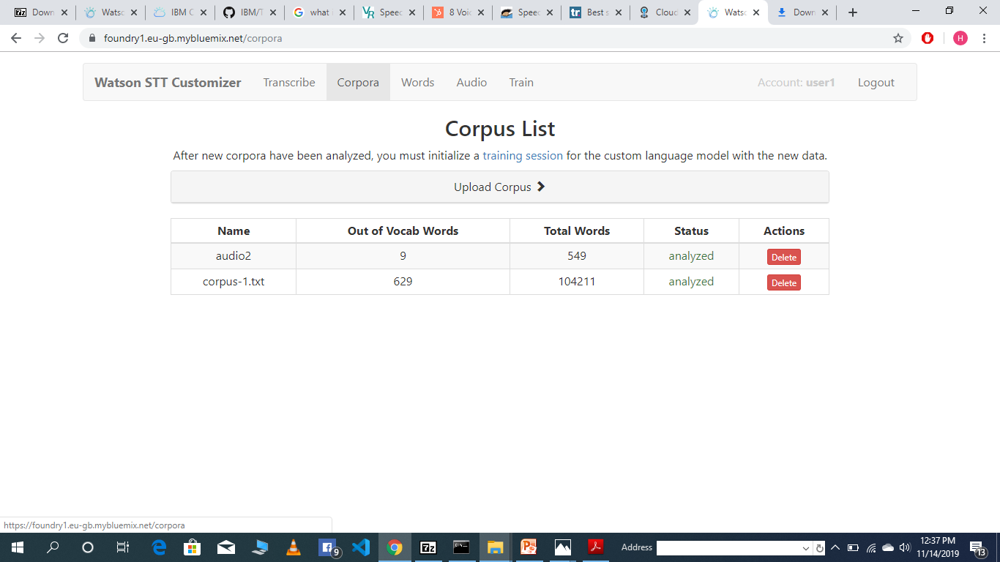 Down
Watso
IBM C
IBM/T
what
Speec
8 Voic
Speec
Best s
Cloud
Watso
Down
foundry1.eu-gb.mybluemix.net/corpora
H
Watson STT Customizer Transcribe Corpora Words Audio Train Account: user1 Logout
Corpus List
After new corpora have been analyzed, you must initialize a training session for the custom language model with the new data.
Upload Corpus
Name Out of Vocab Words Total Words Status Actions
audio2 9 549 analyzed Delete
corpus-1.txt 629 104211 analyzed Delete
https://foundry1.eu-gb.mybluemix.net/corpora
9
7z
Address
12:37 PM
11/14/2019
13